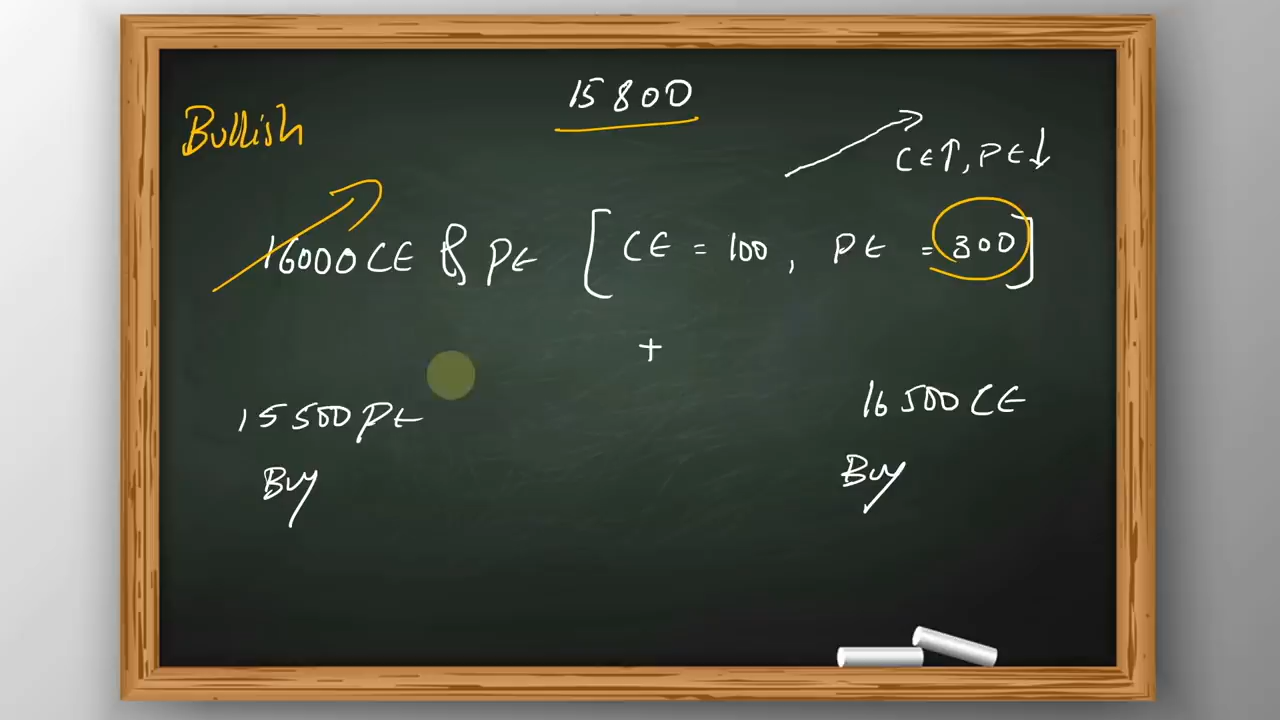 15800
Bullish
CE↑, PE↓
16000 CE & PE [CE = 100, PE = 300]
+
15500 PE
16500 CE
Buy
Buy